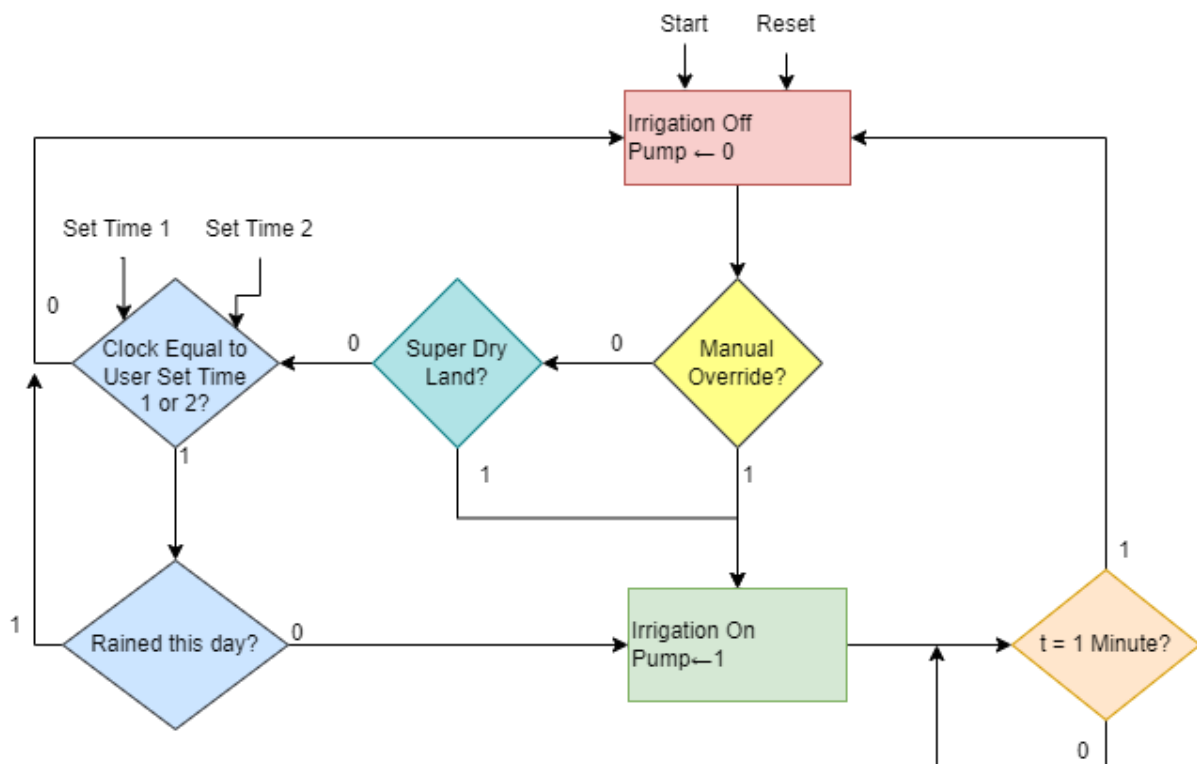 Start
Reset
Irrigation Off
Pump ← 0
Set Time 1
Set Time 2
0
Clock Equal to
User Set Time
1 or 2?
0
Super Dry
Land?
0
Manual
Override?
1
1
1
1
Rained this day?
0
1
Irrigation On
Pump←1
t = 1 Minute?
0